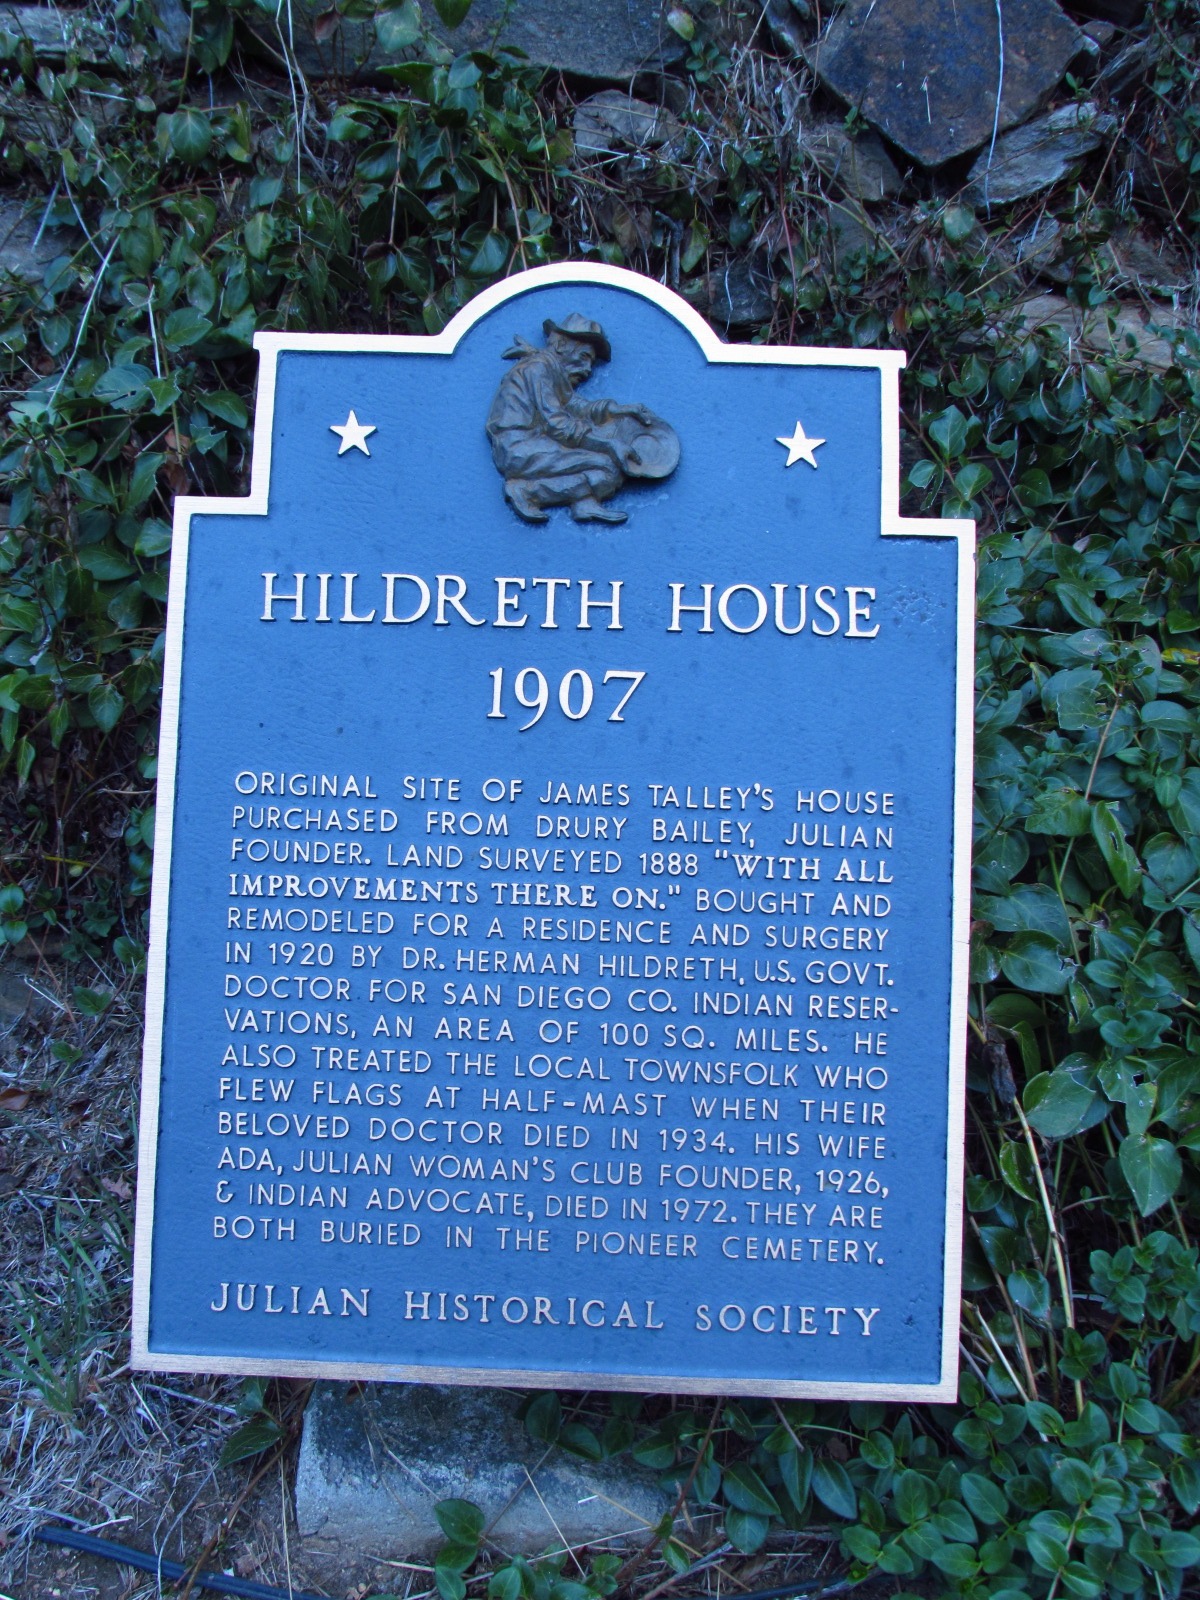 HILDRETH HOUSE
1907
ORIGINAL SITE OF JAMES TALLEY'S HOUSE
PURCHASED FROM DRURY BAILEY, JULIAN
FOUNDER. LAND SURVEYED 1888 "WITH ALL
IMPROVEMENTS THERE ON." BOUGHT AND
REMODELED FOR A RESIDENCE AND SURGERY
IN 1920 BY DR. HERMAN HILDRETH, U.S. GOVT.
DOCTOR FOR SAN DIEGO CO. INDIAN RESER-
VATIONS, AN AREA OF 100 SQ. MILES. HE
ALSO TREATED THE LOCAL TOWNSFOLK WHO
FLEW FLAGS AT HALF-MAST WHEN THEIR
BELOVED DOCTOR DIED IN 1934. HIS WIFE
ADA, JULIAN WOMAN'S CLUB FOUNDER, 1926,
& INDIAN ADVOCATE, DIED IN 1972. THEY ARE
BOTH BURIED IN THE PIONEER CEMETERY.
JULIAN HISTORICAL SOCIETY